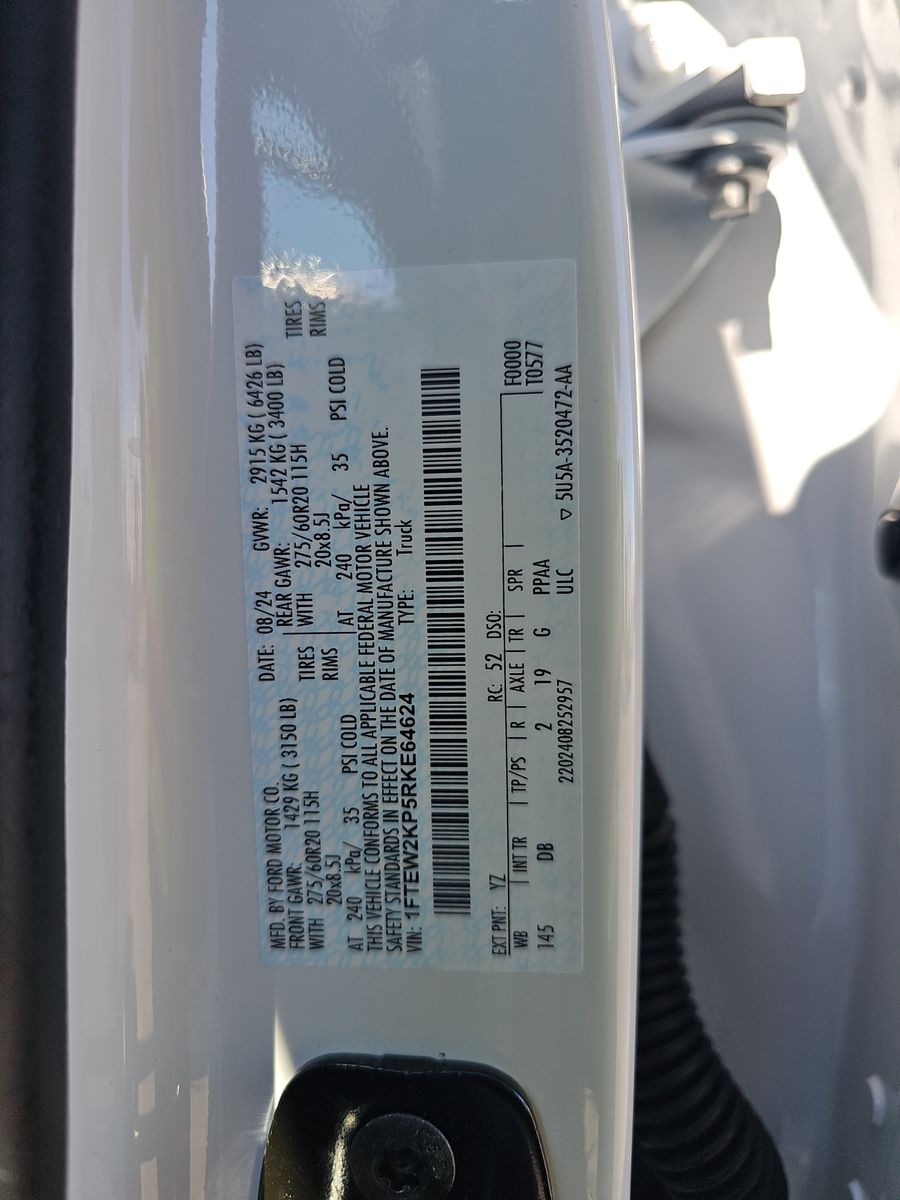 MFD. BY FORD MOTOR CO. DATE: 08/24 GVWR: 2915 KG ( 6426 LB)
FRONT GAWR: 1429 KG ( 3150 LB) REAR GAWR: 1542 KG ( 3400 LB)
WITH 275/60R20 115H TIRES WITH 275/60R20 115H TIRES
20x8.5J RIMS 20x8.5J RIMS
AT 240 kPa/ 35 PSI COLD AT 240 kPa/ 35 PSI COLD
THIS VEHICLE CONFORMS TO ALL APPLICABLE FEDERAL MOTOR VEHICLE
SAFETY STANDARDS IN EFFECT ON THE DATE OF MANUFACTURE SHOWN ABOVE.
VIN: 1FTEW2KP5RKE64624 TYPE: Truck
EXT PNT: YZ RC: 52 DSO: F0000
WB INT TR TP/PS R AXLE TR SPR T0577
145 DB 2 19 G PPAA
2202408252957 ULC ▽ 5U5A-3520472-AA